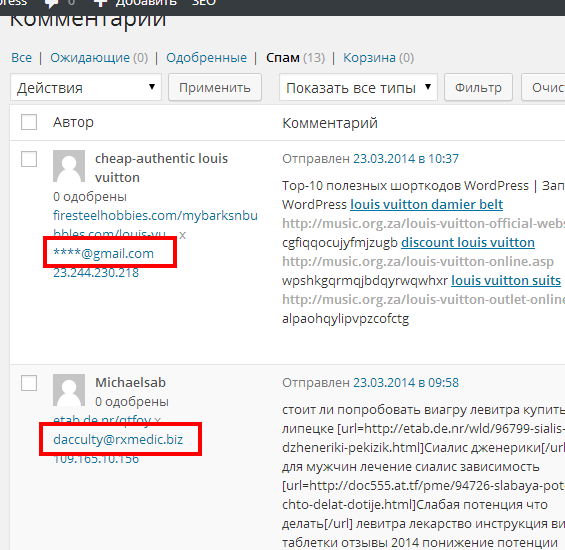 press 0 + Добавить SEO
Комментарии
Все | Ожидающие (0) | Одобренные | Спам (13) | Корзина (0)
Действия Применить Показать все типы Фильтр Очис
Автор Комментарий
cheap-authentic louis vuitton
0 одобрены
firesteelhobbies.com/mybarksnbu
bbles.com/louis-vu... x
****@gmail.com
23.244.230.218
Отправлен 23.03.2014 в 10:37
Top-10 полезных шорткодов WordPress | Зап
WordPress louis vuitton damier belt
http://music.org.za/louis-vuitton-official-webs
cgfiqqocujyfmjzugb discount louis vuitton
http://music.org.za/louis-vuitton-online.asp
wpshkgqrmqjbdqyrwqwhxr louis vuitton suits
http://music.org.za/louis-vuitton-outlet-online
alpaohqylipvpzcofctg
Michaelsab
0 одобрены
etab.de.nr/qtfoy x
dacculty@rxmedic.biz
109.165.10.156
Отправлен 23.03.2014 в 09:58
стоит ли попробовать виагру левитра купить
липецке [url=http://etab.de.nr/wld/96799-sialis-
dzheneriki-pekizik.html]Сиалис дженерики[/url
для мужчин лечение сиалис зависимость
[url=http://doc555.at.tf/pme/94726-slabaya-pot
chto-delat-dotije.html]Слабая потенция что
делать[/url] левитра лекарство инструкция ви
таблетки отзывы 2014 понижение потенции